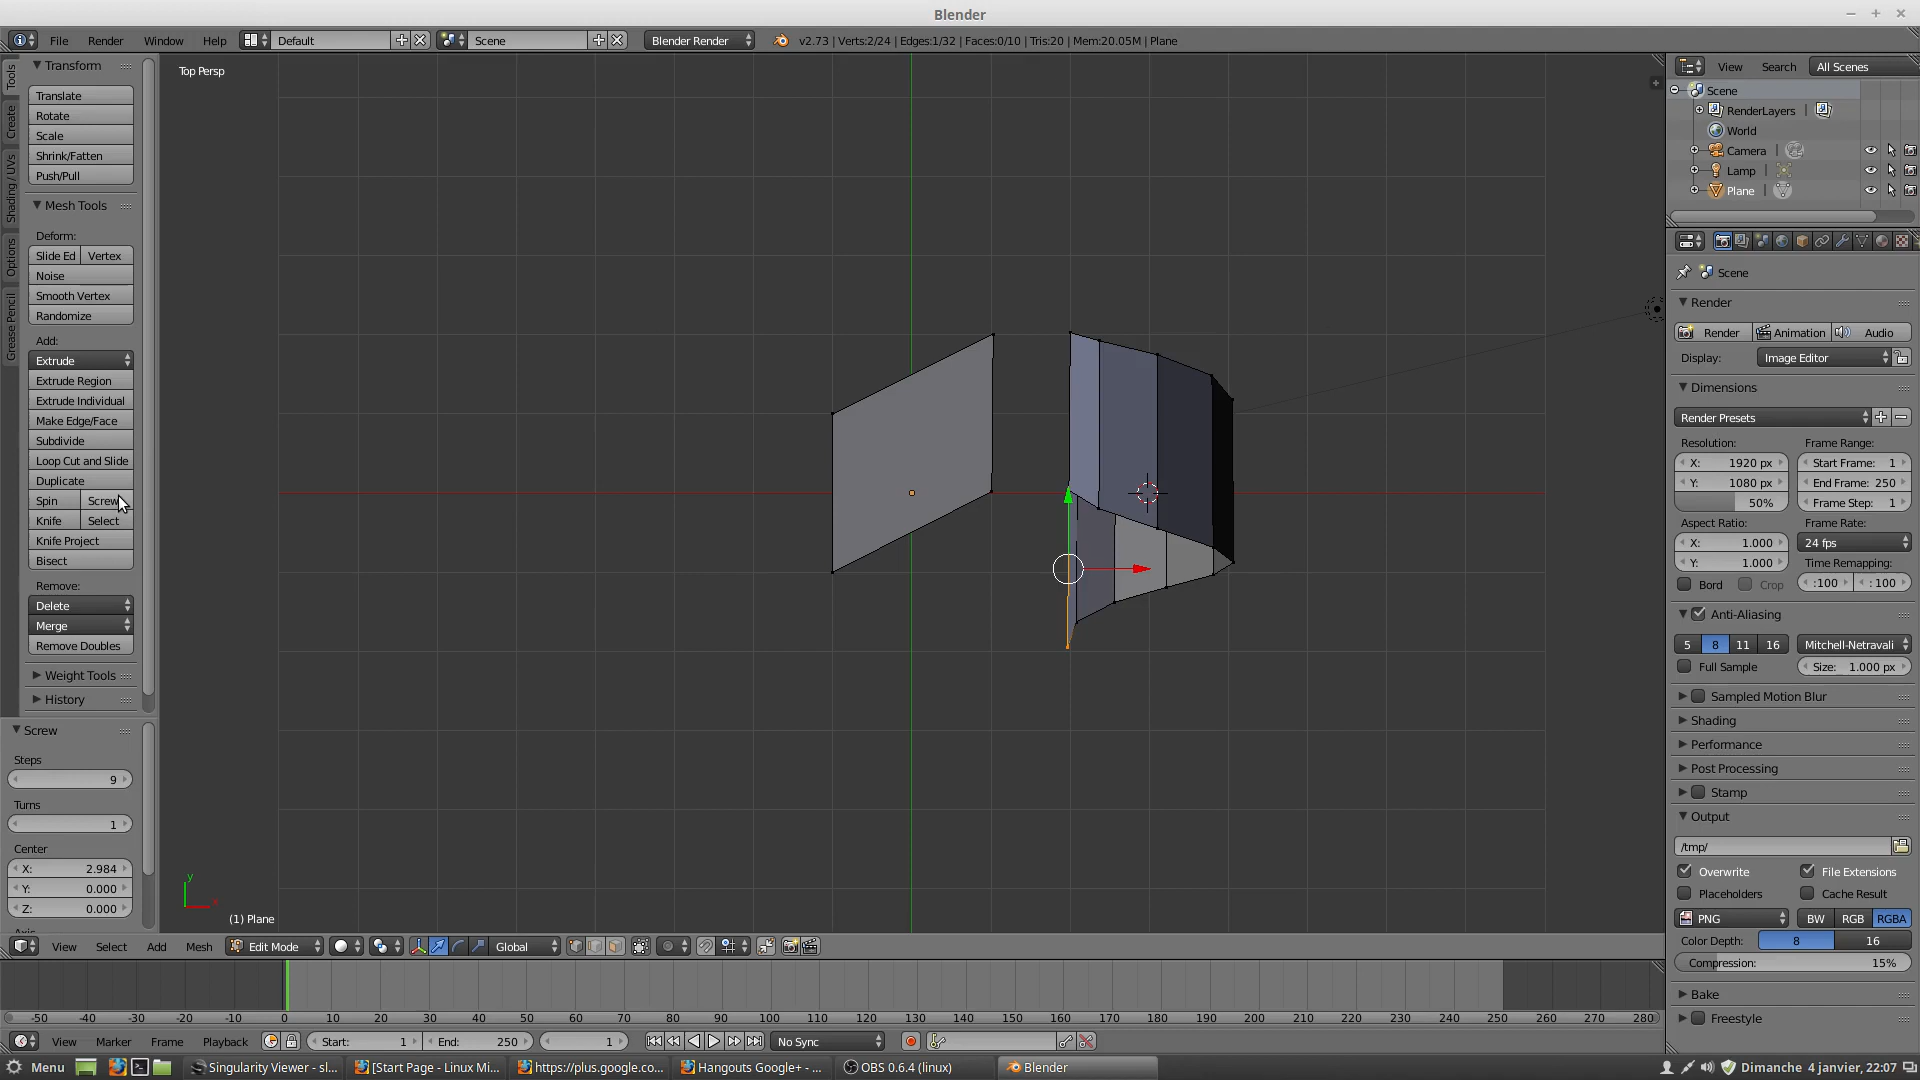 Blender
File Render Window Help Default Scene Blender Render v2.73 | Verts:2/24 | Edges:1/32 | Faces:0/10 | Tris:20 | Mem:20.05M | Plane
Tools
Create
Shading / UVs
Options
Grease Pencil
Transform
Translate
Rotate
Scale
Shrink/Fatten
Push/Pull
Mesh Tools
Deform:
Slide Ed Vertex
Noise
Smooth Vertex
Randomize
Add:
Extrude
Extrude Region
Extrude Individual
Make Edge/Face
Subdivide
Loop Cut and Slide
Duplicate
Spin Screw
Knife Select
Knife Project
Bisect
Remove:
Delete
Merge
Remove Doubles
Weight Tools
History
Screw
Steps
9
Turns
1
Center
X: 2.984
Y: 0.000
Z: 0.000
Top Persp
y
(1) Plane
View Select Add Mesh Edit Mode Global
View Search All Scenes
Scene
RenderLayers |
World
Camera |
Lamp |
Plane |
Scene
Render
Render Animation Audio
Display: Image Editor
Dimensions
Render Presets
Resolution: Frame Range:
X: 1920 px Start Frame: 1
Y: 1080 px End Frame: 250
50% Frame Step: 1
Aspect Ratio: Frame Rate:
X: 1.000 24 fps
Y: 1.000 Time Remapping:
Bord Crop :100 :100
Anti-Aliasing
5 8 11 16 Mitchell-Netravali
Full Sample Size: 1.000 px
Sampled Motion Blur
Shading
Performance
Post Processing
Stamp
Output
/tmp/
Overwrite File Extensions
Placeholders Cache Result
PNG BW RGB RGBA
Color Depth: 8 16
Compression: 15%
Bake
Freestyle
-50 -40 -30 -20 -10 0 10 20 30 40 50 60 70 80 90 100 110 120 130 140 150 160 170 180 190 200 210 220 230 240 250 260 270 280
View Marker Frame Playback Start: 1 End: 250 1 No Sync
Menu Singularity Viewer - sl... [Start Page - Linux Mi... https://plus.google.co... Hangouts Google+ - ... OBS 0.6.4 (linux) Blender Dimanche 4 janvier, 22:07